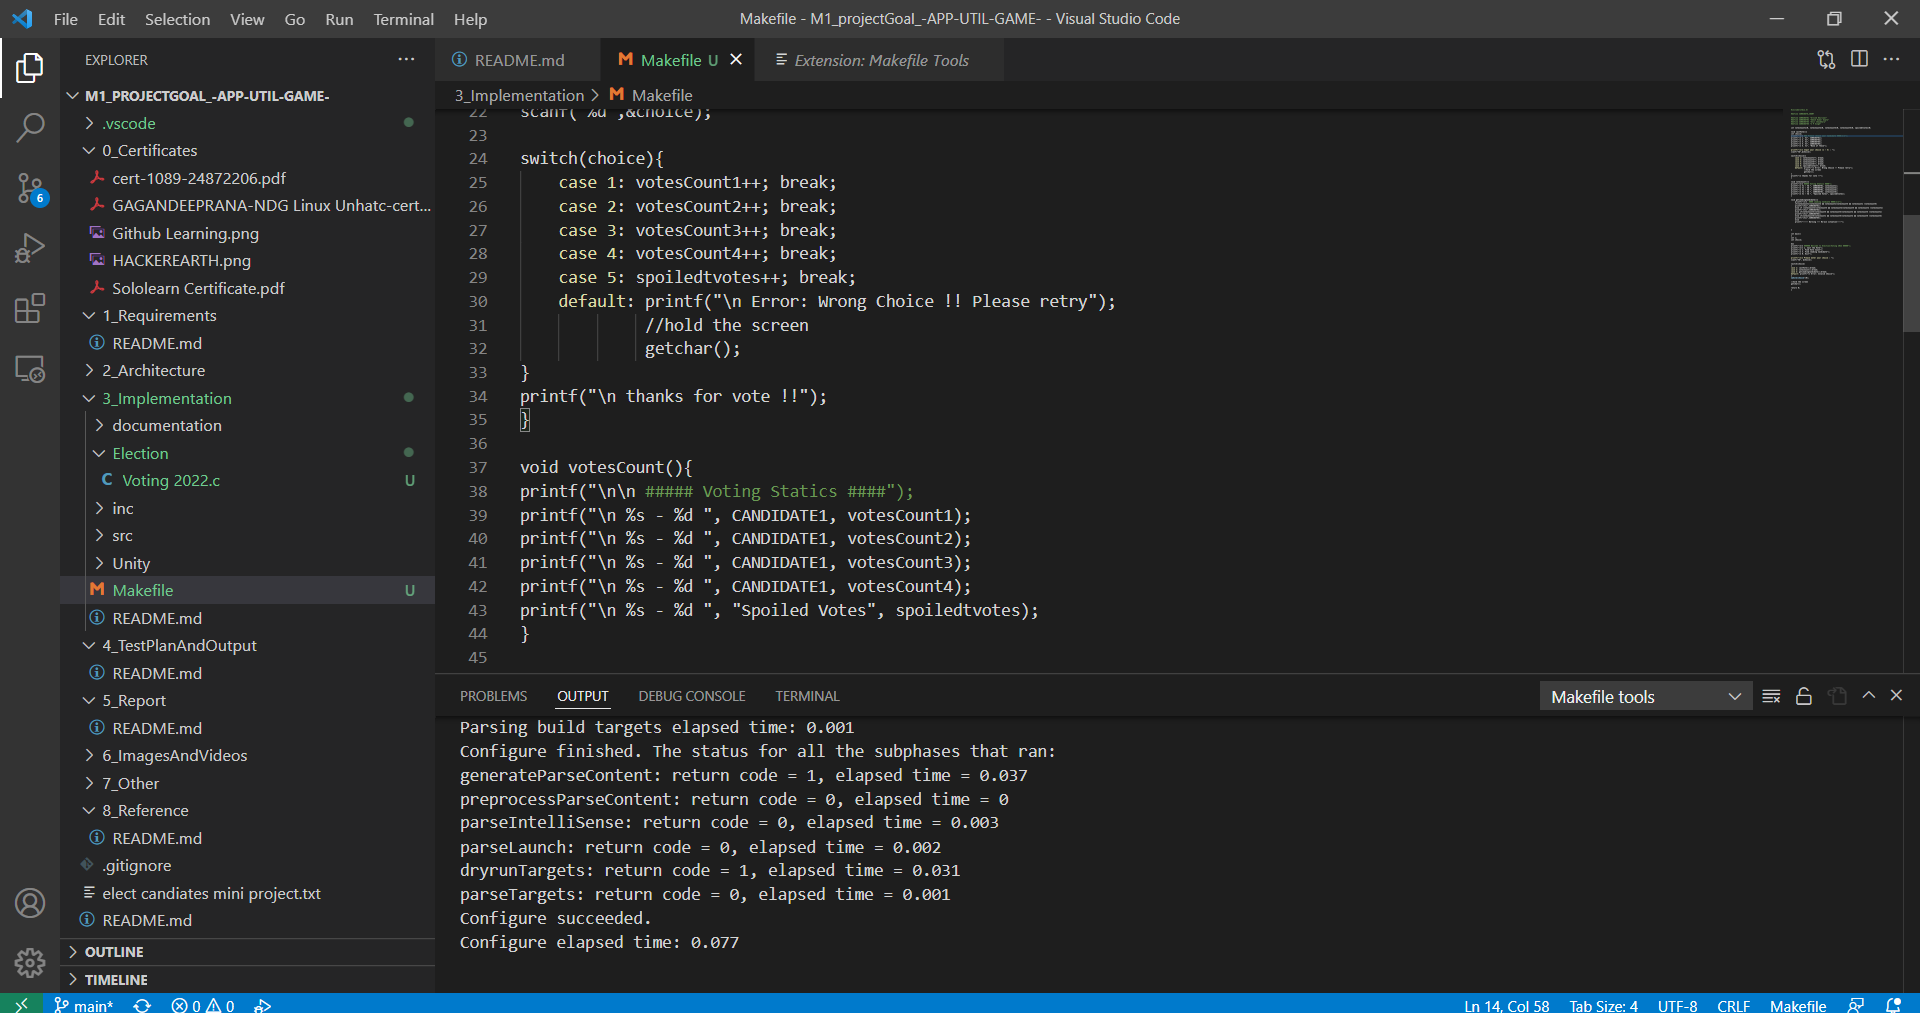 File Edit Selection View Go Run Terminal Help
Makefile - M1_projectGoal_-APP-UTIL-GAME- - Visual Studio Code
EXPLORER
M1_PROJECTGOAL_-APP-UTIL-GAME-
.vscode
0_Certificates
cert-1089-24872206.pdf
GAGANDEEPRANA-NDG Linux Unhatc-cert...
Github Learning.png
HACKEREARTH.png
Sololearn Certificate.pdf
1_Requirements
README.md
2_Architecture
3_Implementation
documentation
Election
Voting 2022.c U
inc
src
Unity
Makefile U
README.md
4_TestPlanAndOutput
README.md
5_Report
README.md
6_ImagesAndVideos
7_Other
8_Reference
README.md
.gitignore
elect candiates mini project.txt
README.md
OUTLINE
TIMELINE
6
README.md
Makefile U
Extension: Makefile Tools
3_Implementation > Makefile
22 scanf("%d",&choice);
23
24 switch(choice){
25 case 1: votesCount1++; break;
26 case 2: votesCount2++; break;
27 case 3: votesCount3++; break;
28 case 4: votesCount4++; break;
29 case 5: spoiledtvotes++; break;
30 default: printf("\n Error: Wrong Choice !! Please retry");
31 //hold the screen
32 getchar();
33 }
34 printf("\n thanks for vote !!");
35 }
36
37 void votesCount(){
38 printf("\n\n ##### Voting Statics ####");
39 printf("\n %s - %d ", CANDIDATE1, votesCount1);
40 printf("\n %s - %d ", CANDIDATE1, votesCount2);
41 printf("\n %s - %d ", CANDIDATE1, votesCount3);
42 printf("\n %s - %d ", CANDIDATE1, votesCount4);
43 printf("\n %s - %d ", "Spoiled Votes", spoiledtvotes);
44 }
45
PROBLEMS OUTPUT DEBUG CONSOLE TERMINAL
Makefile tools
Parsing build targets elapsed time: 0.001
Configure finished. The status for all the subphases that ran:
generateParseContent: return code = 1, elapsed time = 0.037
preprocessParseContent: return code = 0, elapsed time = 0
parseIntelliSense: return code = 0, elapsed time = 0.003
parseLaunch: return code = 0, elapsed time = 0.002
dryrunTargets: return code = 1, elapsed time = 0.031
parseTargets: return code = 0, elapsed time = 0.001
Configure succeeded.
Configure elapsed time: 0.077
main* 0 0
Ln 14, Col 58 Tab Size: 4 UTF-8 CRLF Makefile